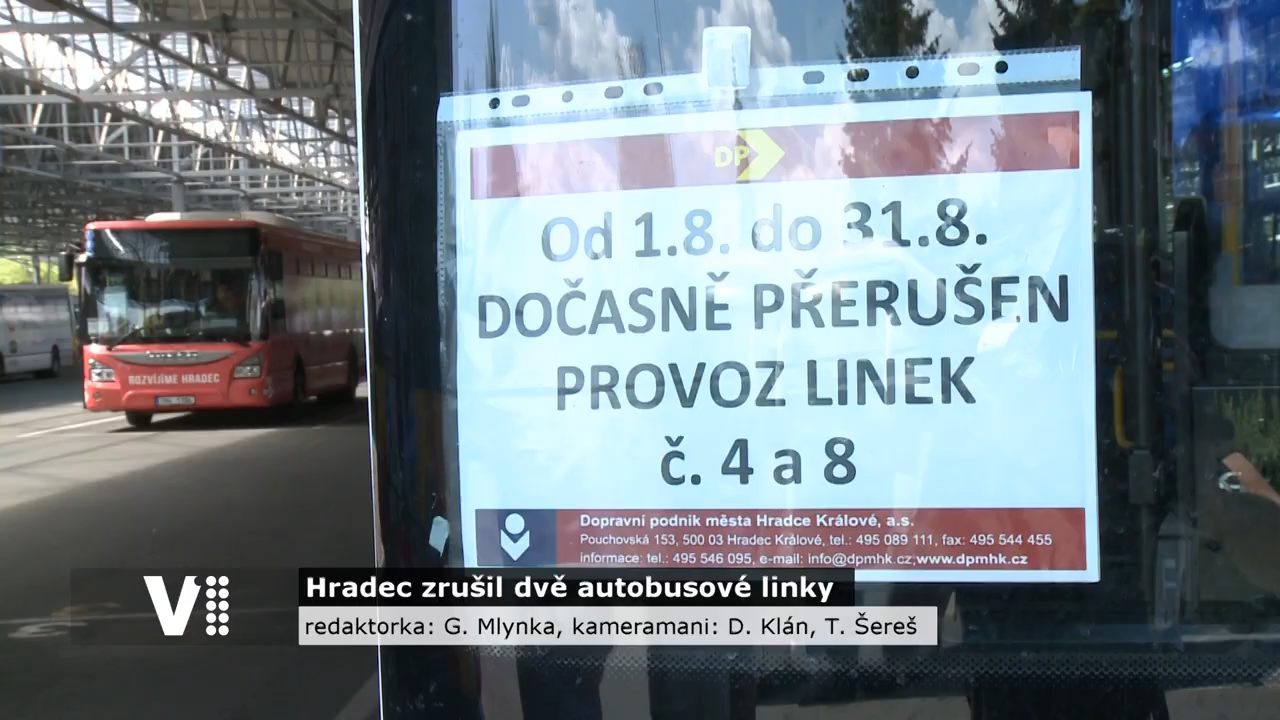 DP
Od 1.8. do 31.8.
DOČASNĚ PŘERUŠEN
PROVOZ LINEK
č. 4 a 8
Dopravní podnik města Hradce Králové, a.s.
Pouchovská 153, 500 03 Hradec Králové, tel.: 495 089 111, fax: 495 544 455
informace: tel.: 495 546 095, e-mail: info@dpmhk.cz,www.dpmhk.cz
ROZVÍJÍME HRADEC
Hradec zrušil dvě autobusové linky
redaktorka: G. Mlynka, kameramani: D. Klán, T. Šereš